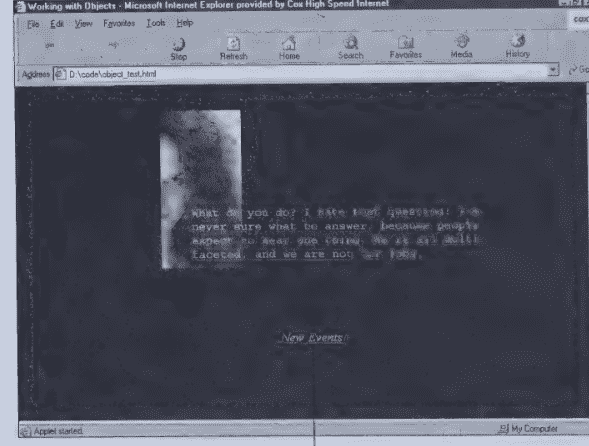 Working with Objects - Microsoft Internet Explorer provided by Cox High Speed Internet
File Edit View Favorites Tools Help
cox
Stop Refresh Home Search Favorites Media History
Address D:\code\object_test.html Go
What do you do? I hate that question! I'm
never sure what to answer, because people
expect to hear one thing. We're all multi
faceted, and we are not our jobs.
New Events
Applet started. My Computer